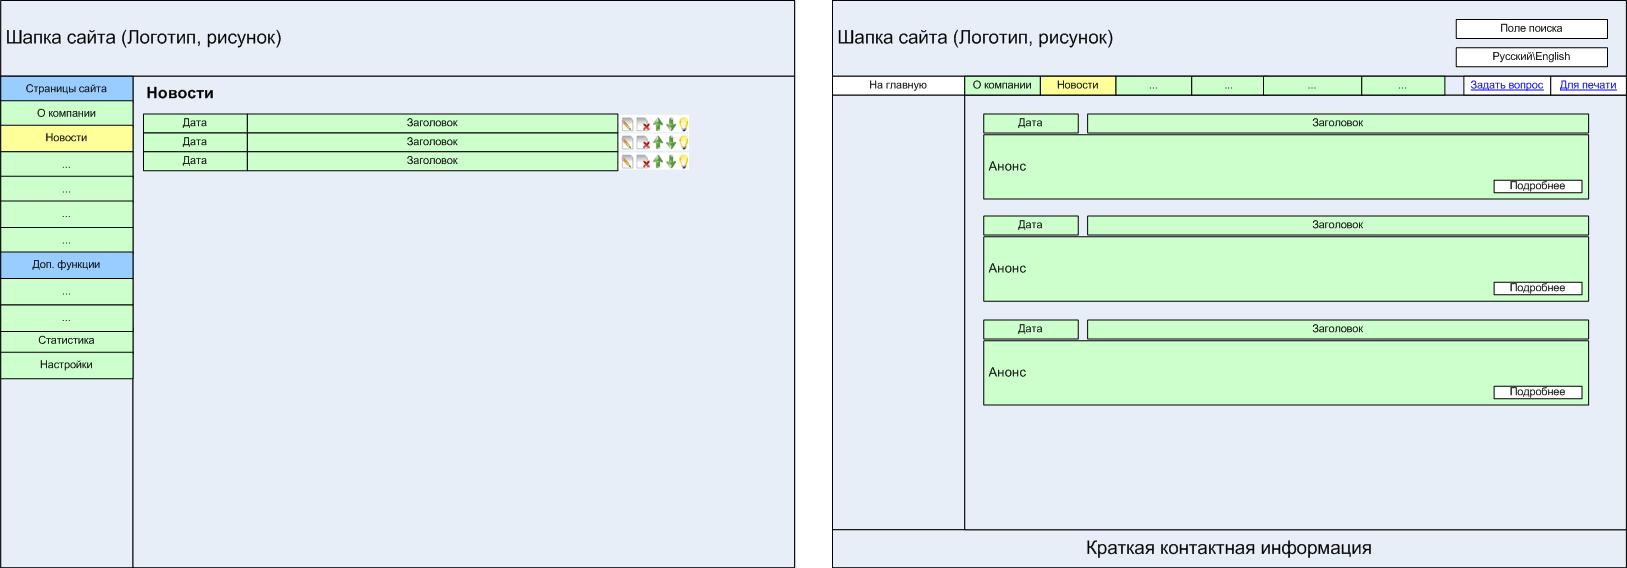 Шапка сайта (Логотип, рисунок)
Страницы сайта
О компании
Новости
...
...
...
...
Доп. функции
...
...
Статистика
Настройки
Новости
Дата Заголовок
Дата Заголовок
Дата Заголовок
Шапка сайта (Логотип, рисунок)
Поле поиска
Русский\English
На главную О компании Новости ... ... ... ... Задать вопрос Для печати
Дата Заголовок
Анонс
Подробнее
Дата Заголовок
Анонс
Подробнее
Дата Заголовок
Анонс
Подробнее
Краткая контактная информация